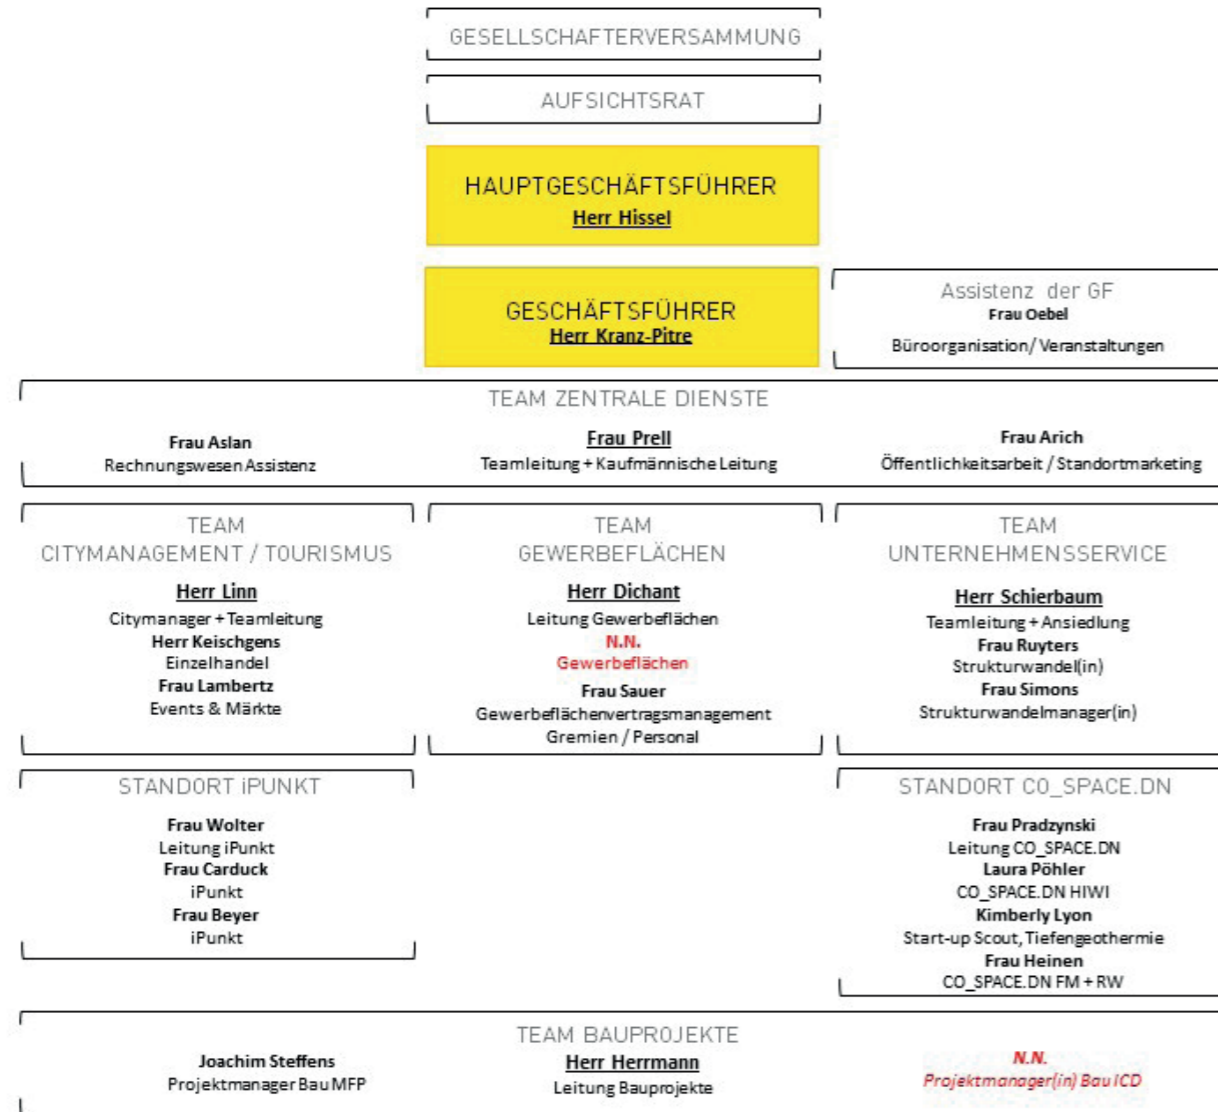 GESELLSCHAFTERVERSAMMUNG
AUFSICHTSRAT
HAUPTGESCHÄFTSFÜHRER
Herr Hissel
GESCHÄFTSFÜHRER
Herr Kranz-Pitre
Assistenz der GF
Frau Oebel
Büroorganisation/ Veranstaltungen
TEAM ZENTRALE DIENSTE
Frau Aslan
Rechnungswesen Assistenz
Frau Prell
Teamleitung + Kaufmännische Leitung
Frau Arich
Öffentlichkeitsarbeit / Standortmarketing
TEAM
CITYMANAGEMENT / TOURISMUS
Herr Linn
Citymanager + Teamleitung
Herr Keischgens
Einzelhandel
Frau Lambertz
Events & Märkte
TEAM
GEWERBEFLÄCHEN
Herr Dichant
Leitung Gewerbeflächen
N.N.
Gewerbeflächen
Frau Sauer
Gewerbeflächenvertragsmanagement
Gremien / Personal
TEAM
UNTERNEHMENSSERVICE
Herr Schierbaum
Teamleitung + Ansiedlung
Frau Ruyters
Strukturwandel(in)
Frau Simons
Strukturwandelmanager(in)
STANDORT iPUNKT
Frau Wolter
Leitung iPunkt
Frau Carduck
iPunkt
Frau Beyer
iPunkt
STANDORT CO_SPACE.DN
Frau Pradzynski
Leitung CO_SPACE.DN
Laura Pöhler
CO_SPACE.DN HIWI
Kimberly Lyon
Start-up Scout, Tiefengeothermie
Frau Heinen
CO_SPACE.DN FM + RW
TEAM BAUPROJEKTE
Joachim Steffens
Projektmanager Bau MFP
Herr Herrmann
Leitung Bauprojekte
N.N.
Projektmanager(in) Bau ICD